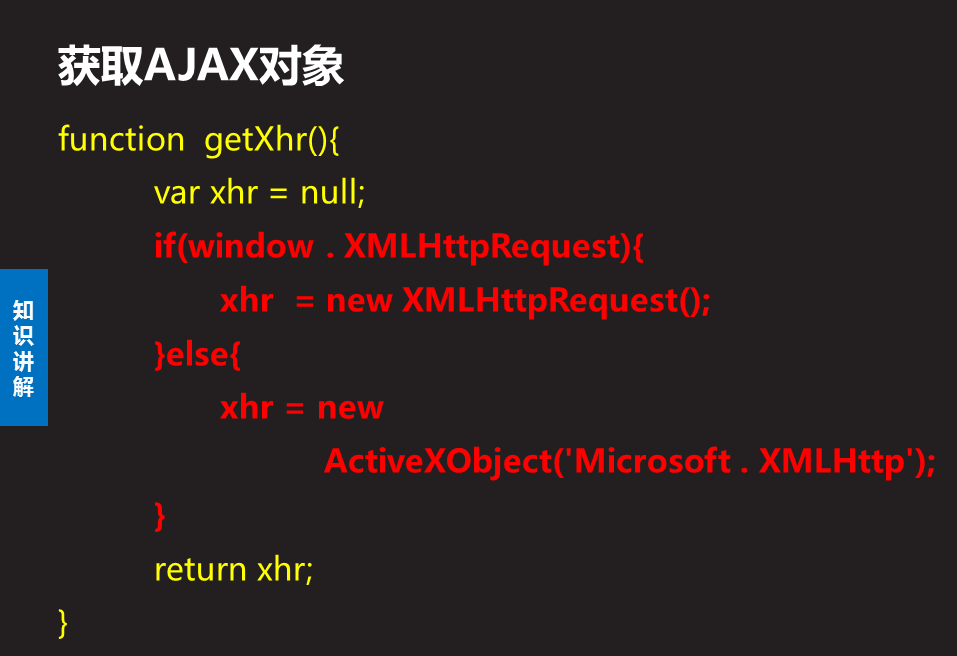 获取AJAX对象
function getXhr(){
var xhr = null;
if(window . XMLHttpRequest){
xhr = new XMLHttpRequest();
}else{
xhr = new
ActiveXObject('Microsoft . XMLHttp');
}
return xhr;
}
知识讲解